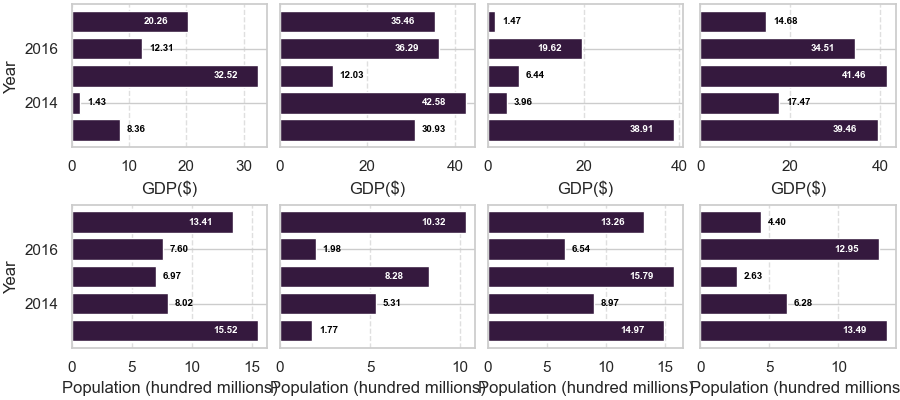 20.26
2016 12.31
32.52
2014 1.43
8.36
Year
0 10 20 30
GDP($)
35.46
36.29
12.03
42.58
30.93
0 20 40
GDP($)
1.47
19.62
6.44
3.96
38.91
0 20 40
GDP($)
14.68
34.51
41.46
17.47
39.46
0 20 40
GDP($)
13.41
2016 7.60
6.97
2014 8.02
15.52
Year
0 5 10 15
Population (hundred millions)
10.32
1.98
8.28
5.31
1.77
0 5 10
Population (hundred millions)
13.26
6.54
15.79
8.97
14.97
0 5 10 15
Population (hundred millions)
4.40
12.95
2.63
6.28
13.49
0 5 10
Population (hundred millions